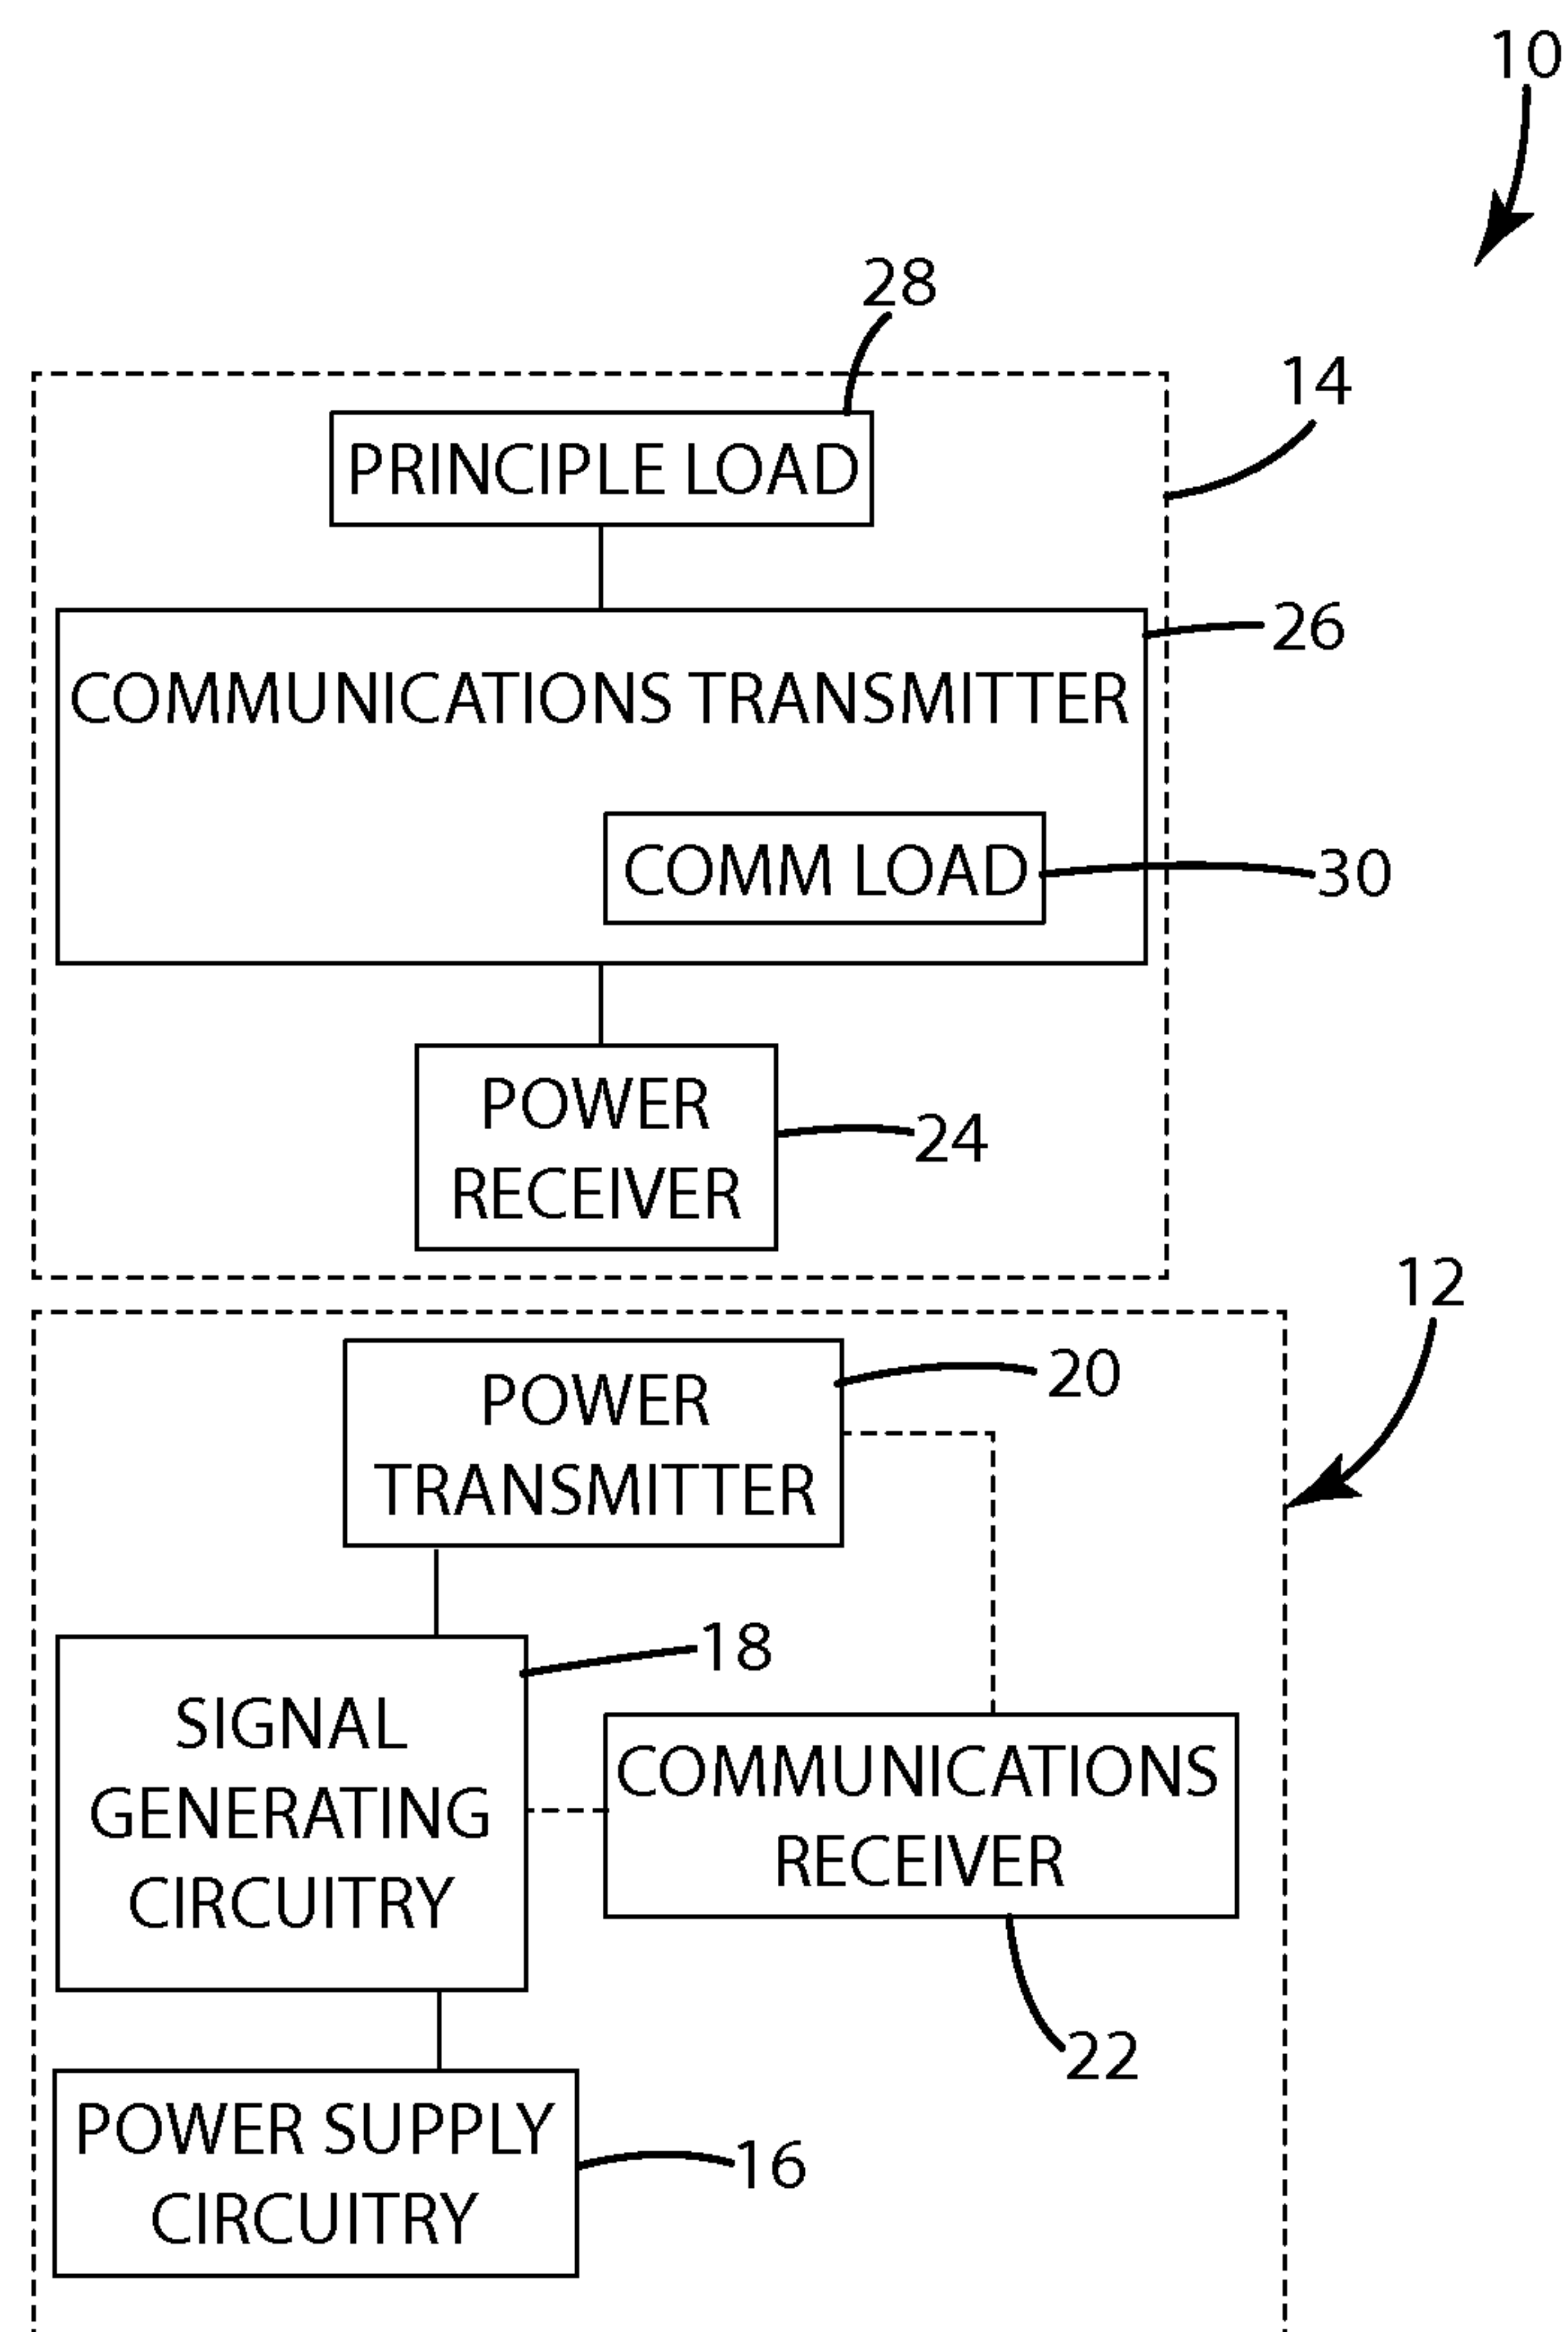 10
28
14
PRINCIPLE LOAD
26
COMMUNICATIONS TRANSMITTER
COMM LOAD
30
POWER
RECEIVER
24
12
POWER
TRANSMITTER
20
18
SIGNAL
GENERATING
CIRCUITRY
COMMUNICATIONS
RECEIVER
22
POWER SUPPLY
CIRCUITRY
16